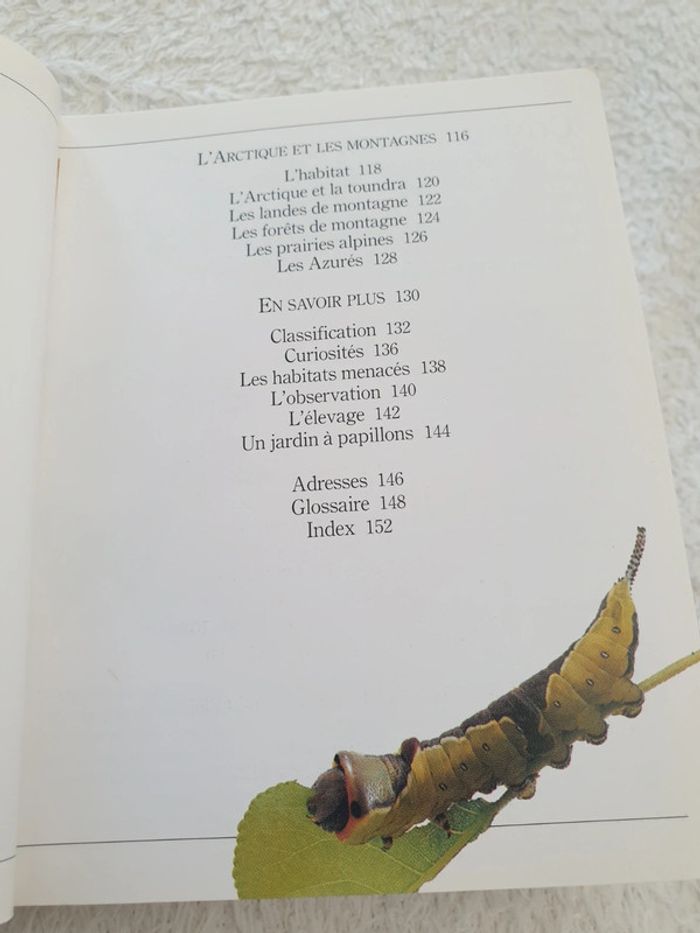 L'ARCTIQUE ET LES MONTAGNES 116
L'habitat 118
L'Arctique et la toundra 120
Les landes de montagne 122
Les forêts de montagne 124
Les prairies alpines 126
Les Azurés 128
EN SAVOIR PLUS 130
Classification 132
Curiosités 136
Les habitats menacés 138
L'observation 140
L'élevage 142
Un jardin à papillons 144
Adresses 146
Glossaire 148
Index 152